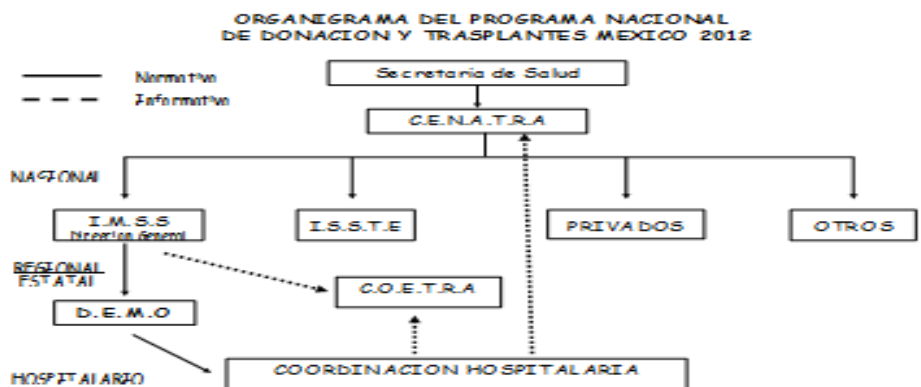 ORGANIGRAMA DEL PROGRAMA NACIONAL
DE DONACION Y TRASPLANTES MEXICO 2012
Normativo
Informativo
Secretaria de Salud
C.E.N.A.T.R.A
NACIONAL
I.M.S.S
Direccion General
I.S.S.T.E
PRIVADOS
OTROS
REGIONAL
ESTATAL
C.O.E.T.R.A
D.E.M.O
COORDINACION HOSPITALARIA
HOSPITALARIO